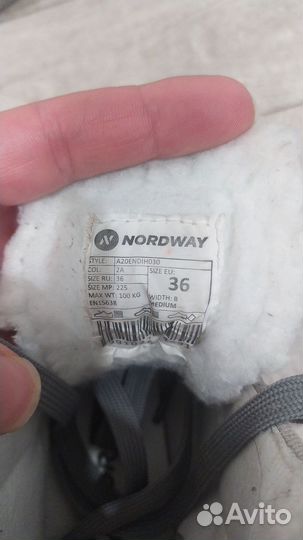 NORDWAY
STYLE: A20ENDIH030
COL: 2A SIZE EU:
SIZE RU: 36 36
SIZE MP: 225
MAX WT: 100 KG WIDTH: B
EN15638 MEDIUM
Avito